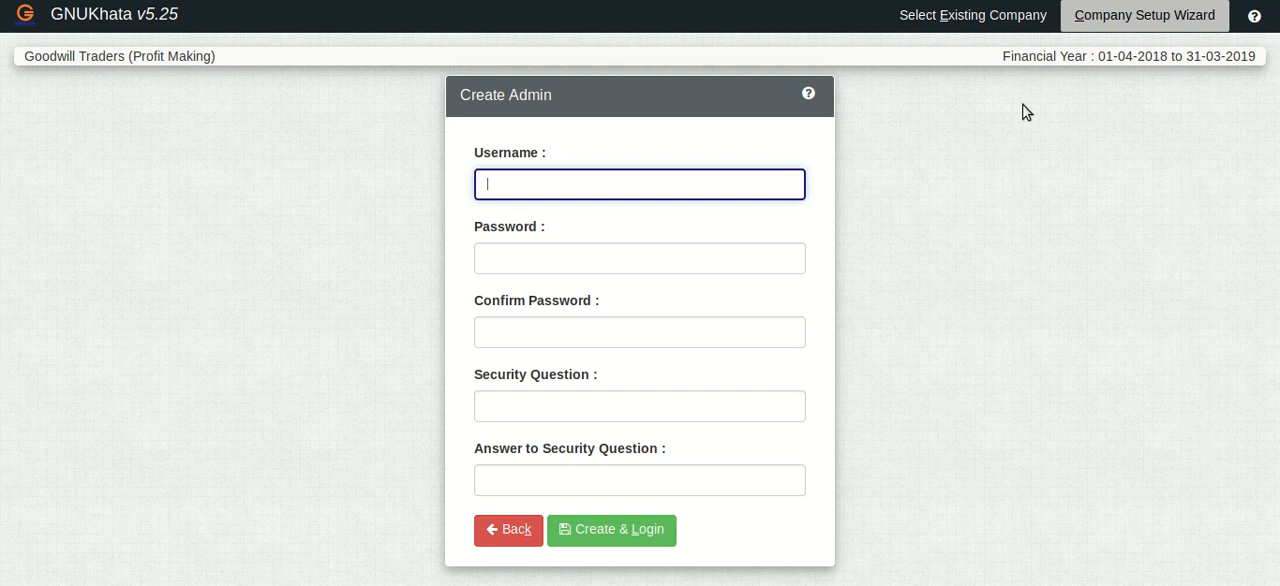 GNUKhata v5.25
Select Existing Company
Company Setup Wizard
Goodwill Traders (Profit Making)
Financial Year : 01-04-2018 to 31-03-2019
Create Admin
Username :
Password :
Confirm Password :
Security Question :
Answer to Security Question :
Back
Create & Login